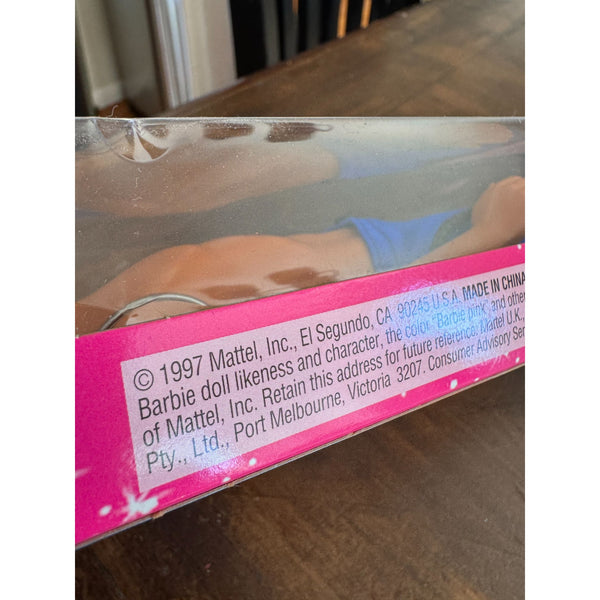 © 1997 Mattel, Inc., El Segundo, CA 90245 U.S.A. MADE IN CHINA
Barbie doll likeness and character, the color "Barbie pink" and other
of Mattel, Inc. Retain this address for future reference: Mattel U.K.,
Pty., Ltd., Port Melbourne, Victoria 3207. Consumer Advisory Ser